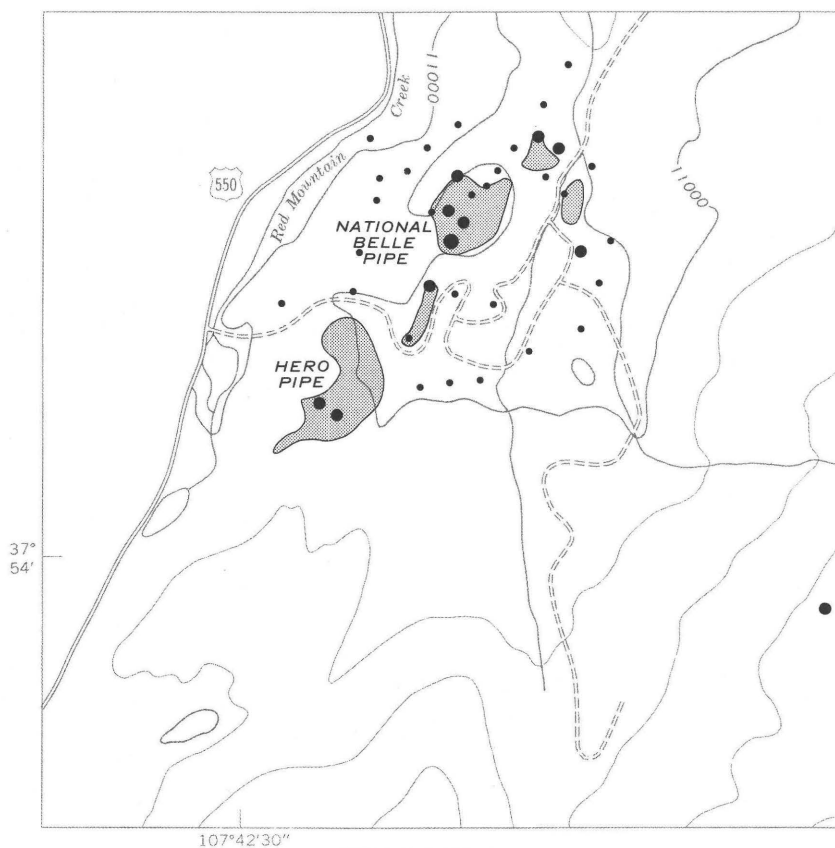 Red Mountain Creek
11000
11000
550
NATIONAL
BELLE
PIPE
HERO
PIPE
37°
54′
107°42′30″